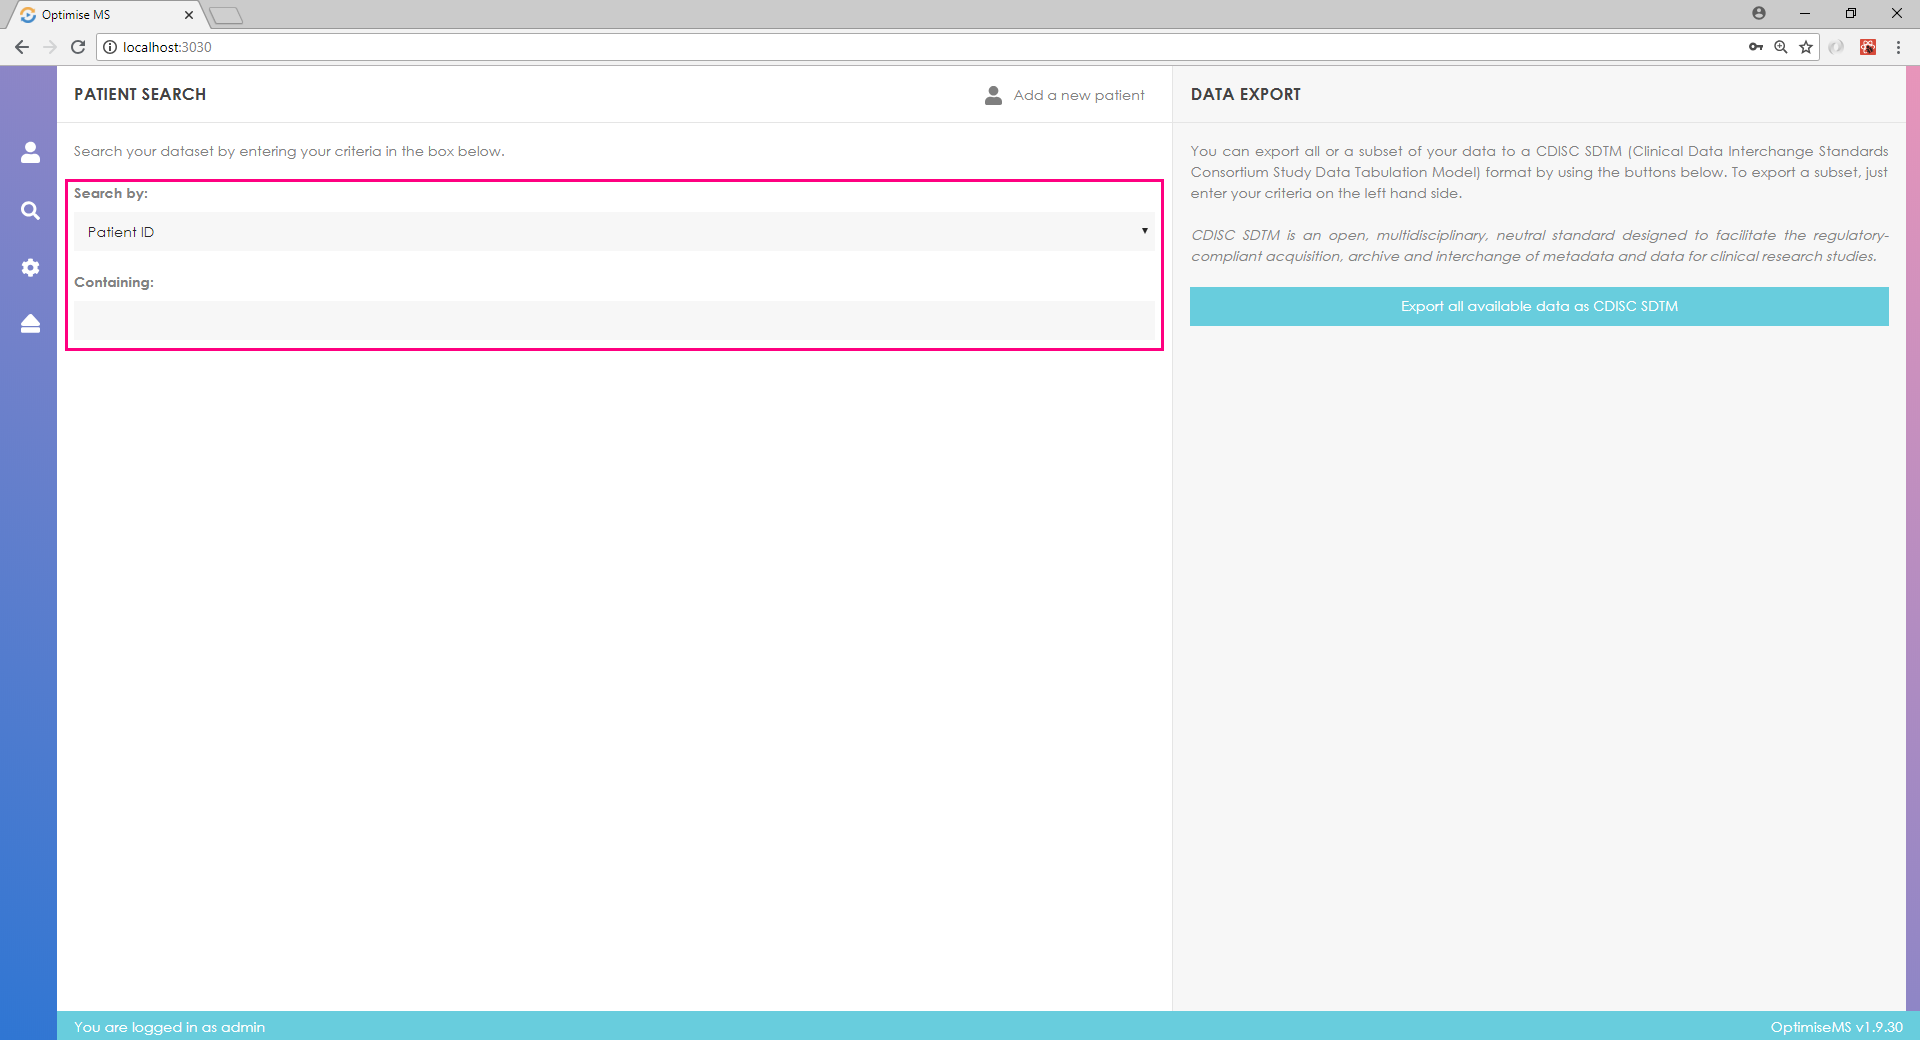 Optimise MS
localhost:3030
PATIENT SEARCH
Add a new patient
Search your dataset by entering your criteria in the box below.
Search by:
Patient ID
Containing:
DATA EXPORT
You can export all or a subset of your data to a CDISC SDTM (Clinical Data Interchange Standards
Consortium Study Data Tabulation Model) format by using the buttons below. To export a subset, just
enter your criteria on the left hand side.
CDISC SDTM is an open, multidisciplinary, neutral standard designed to facilitate the regulatory-
compliant acquisition, archive and interchange of metadata and data for clinical research studies.
Export all available data as CDISC SDTM
You are logged in as admin
OptimiseMS v1.9.30